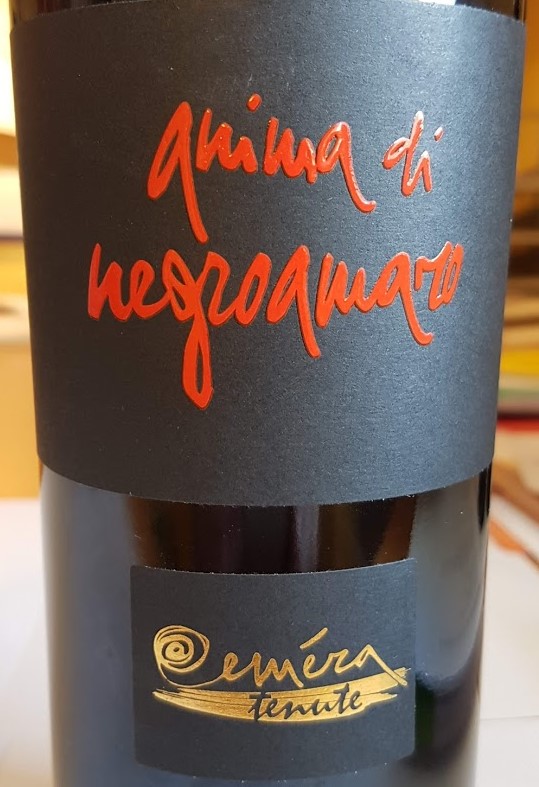 anima di
negroamaro
eméra
tenute